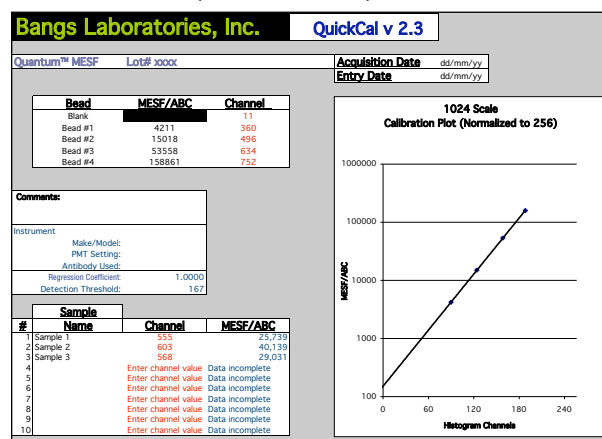 Bangs Laboratories, Inc. QuickCal v 2.3
Quantum™ MESF Lot# xxxx Acquisition Date dd/mm/yy
Entry Date dd/mm/yy
Bead MESF/ABC Channel
Blank 11
Bead #1 4211 360
Bead #2 15018 496
Bead #3 53558 634
Bead #4 158861 752
Comments:
Instrument
Make/Model:
PMT Setting:
Antibody Used:
Regression Coefficient: 1.0000
Detection Threshold: 167
Sample
# Name Channel MESF/ABC
1 Sample 1 555 25,739
2 Sample 2 603 40,139
3 Sample 3 568 29,031
4 Enter channel value Data incomplete
5 Enter channel value Data incomplete
6 Enter channel value Data incomplete
7 Enter channel value Data incomplete
8 Enter channel value Data incomplete
9 Enter channel value Data incomplete
10 Enter channel value Data incomplete
1024 Scale
Calibration Plot (Normalized to 256)
1000000
100000
10000
1000
100
MESF/ABC
0 60 120 180 240
Histogram Channels